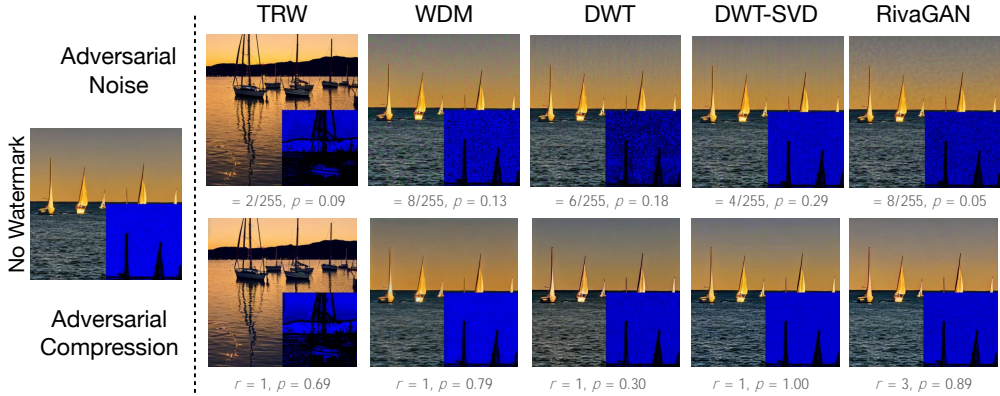 TRW WDM DWT DWT-SVD RivaGAN
Adversarial
Noise
= 2/255, p = 0.09 = 8/255, p = 0.13 = 6/255, p = 0.18 = 4/255, p = 0.29 = 8/255, p = 0.05
No Watermark
Adversarial
Compression
r = 1, p = 0.69 r = 1, p = 0.79 r = 1, p = 0.30 r = 1, p = 1.00 r = 3, p = 0.89